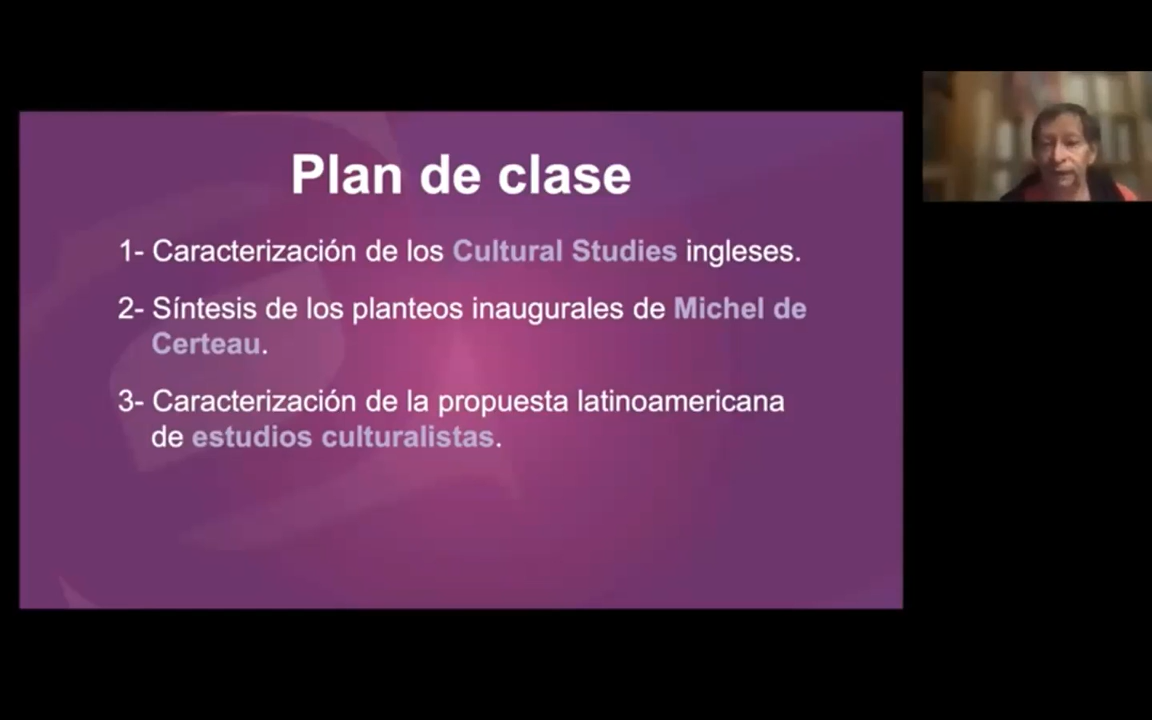 Plan de clase
1- Caracterización de los Cultural Studies ingleses.
2- Síntesis de los planteos inaugurales de Michel de
Certeau.
3- Caracterización de la propuesta latinoamericana
de estudios culturalistas.